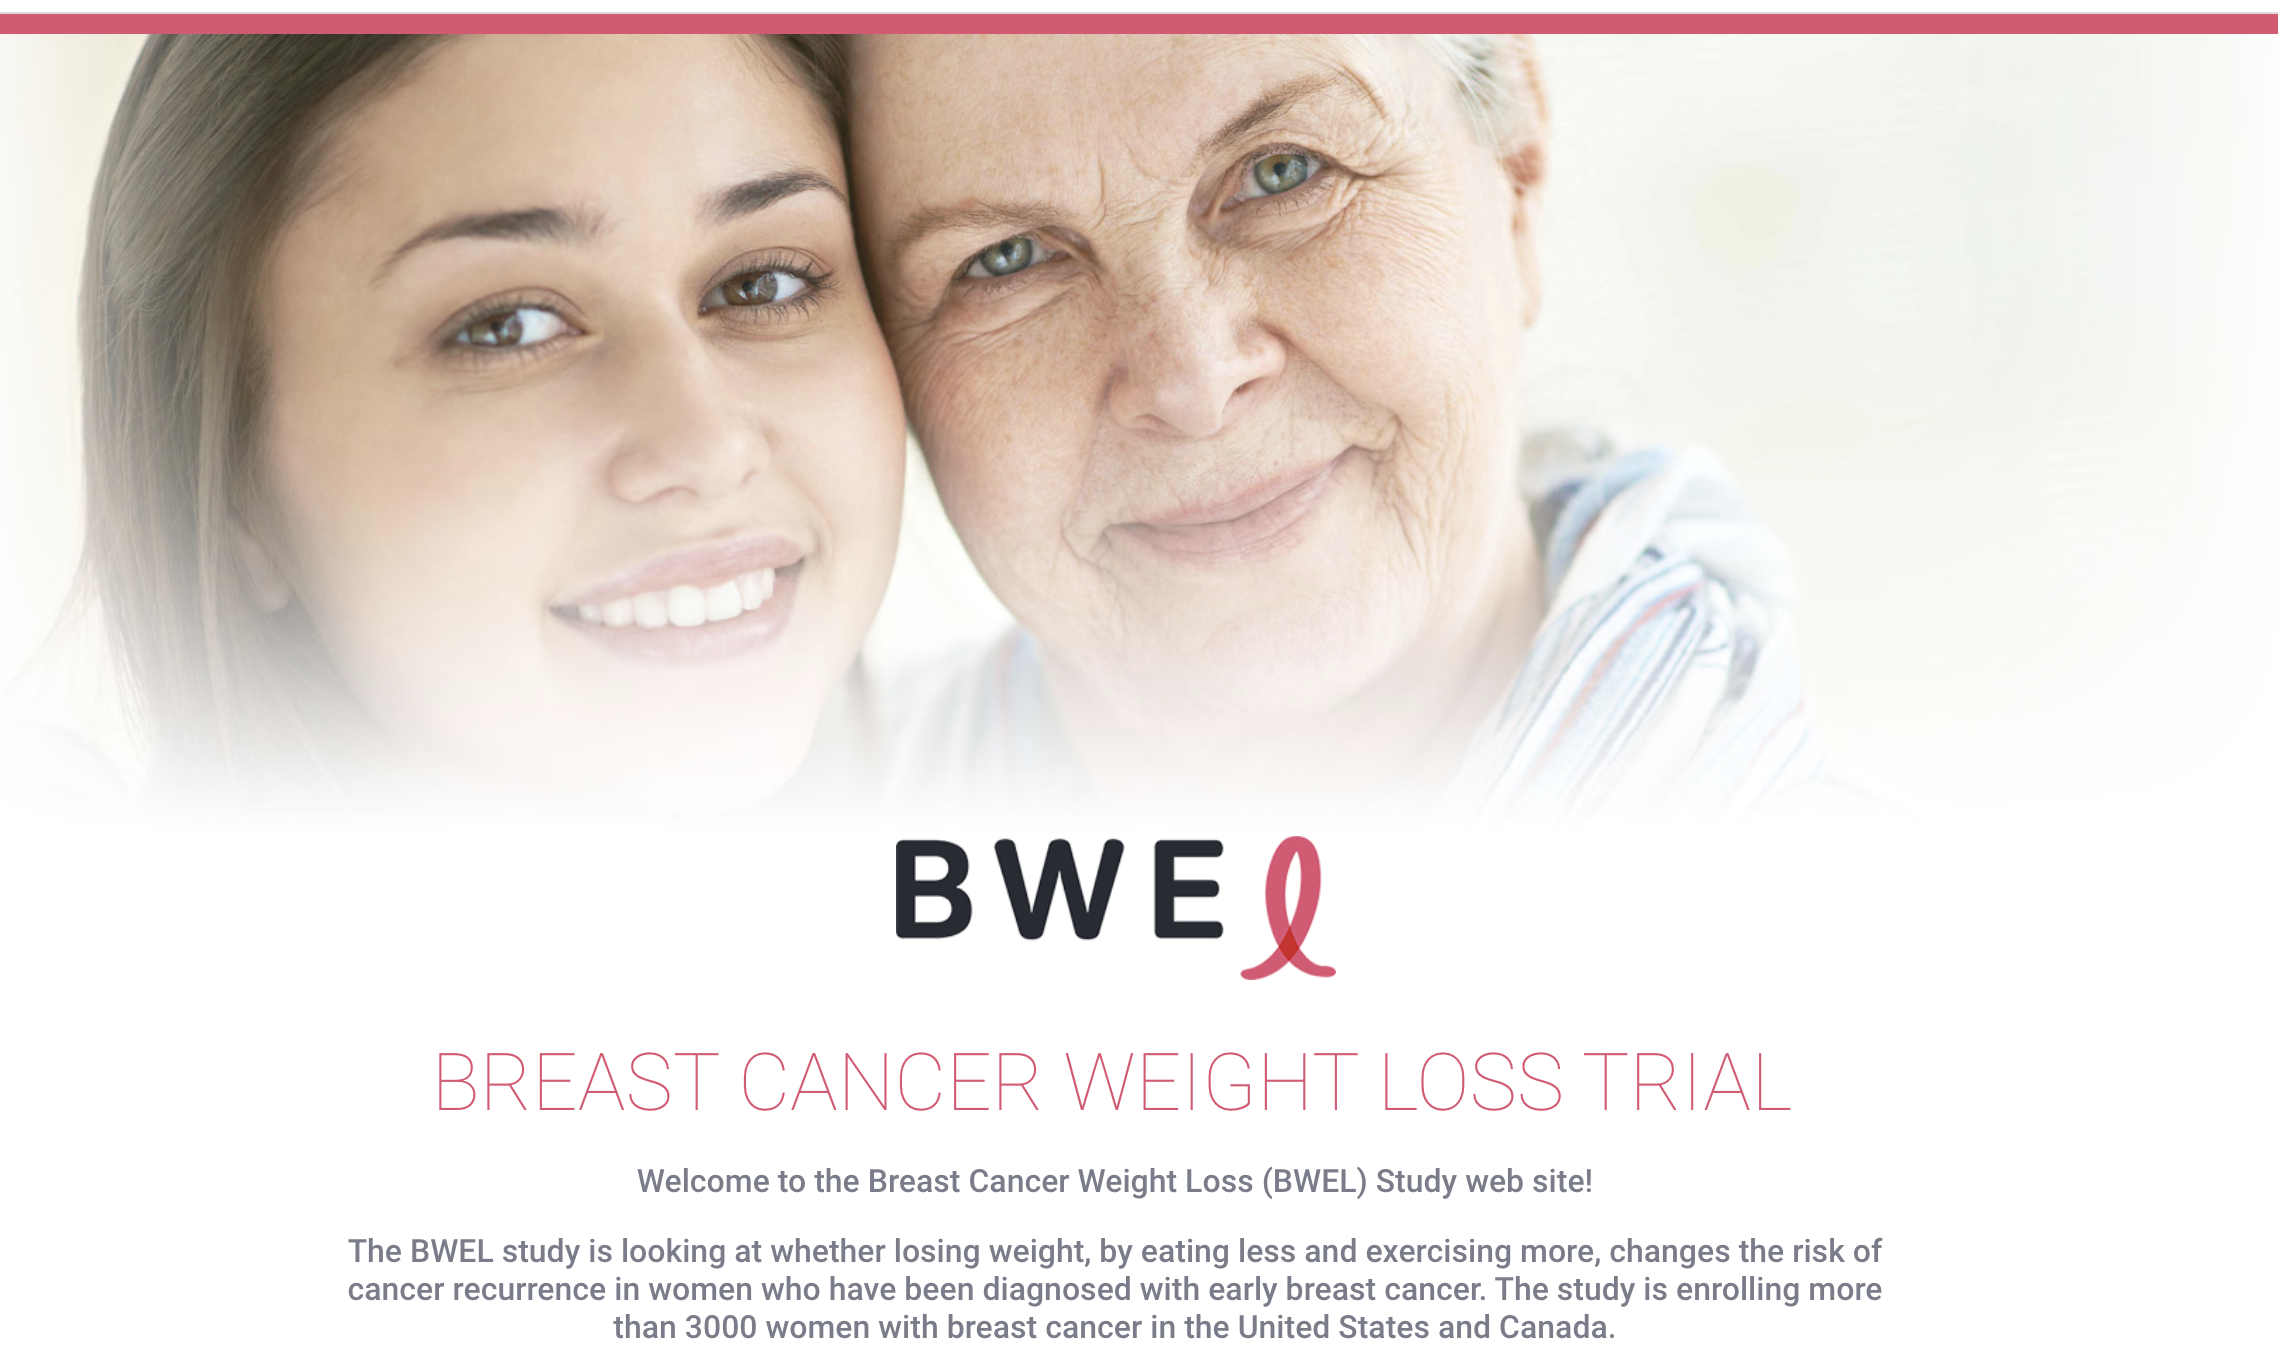 BWEL
BREAST CANCER WEIGHT LOSS TRIAL
Welcome to the Breast Cancer Weight Loss (BWEL) Study web site!
The BWEL study is looking at whether losing weight, by eating less and exercising more, changes the risk of
cancer recurrence in women who have been diagnosed with early breast cancer. The study is enrolling more
than 3000 women with breast cancer in the United States and Canada.